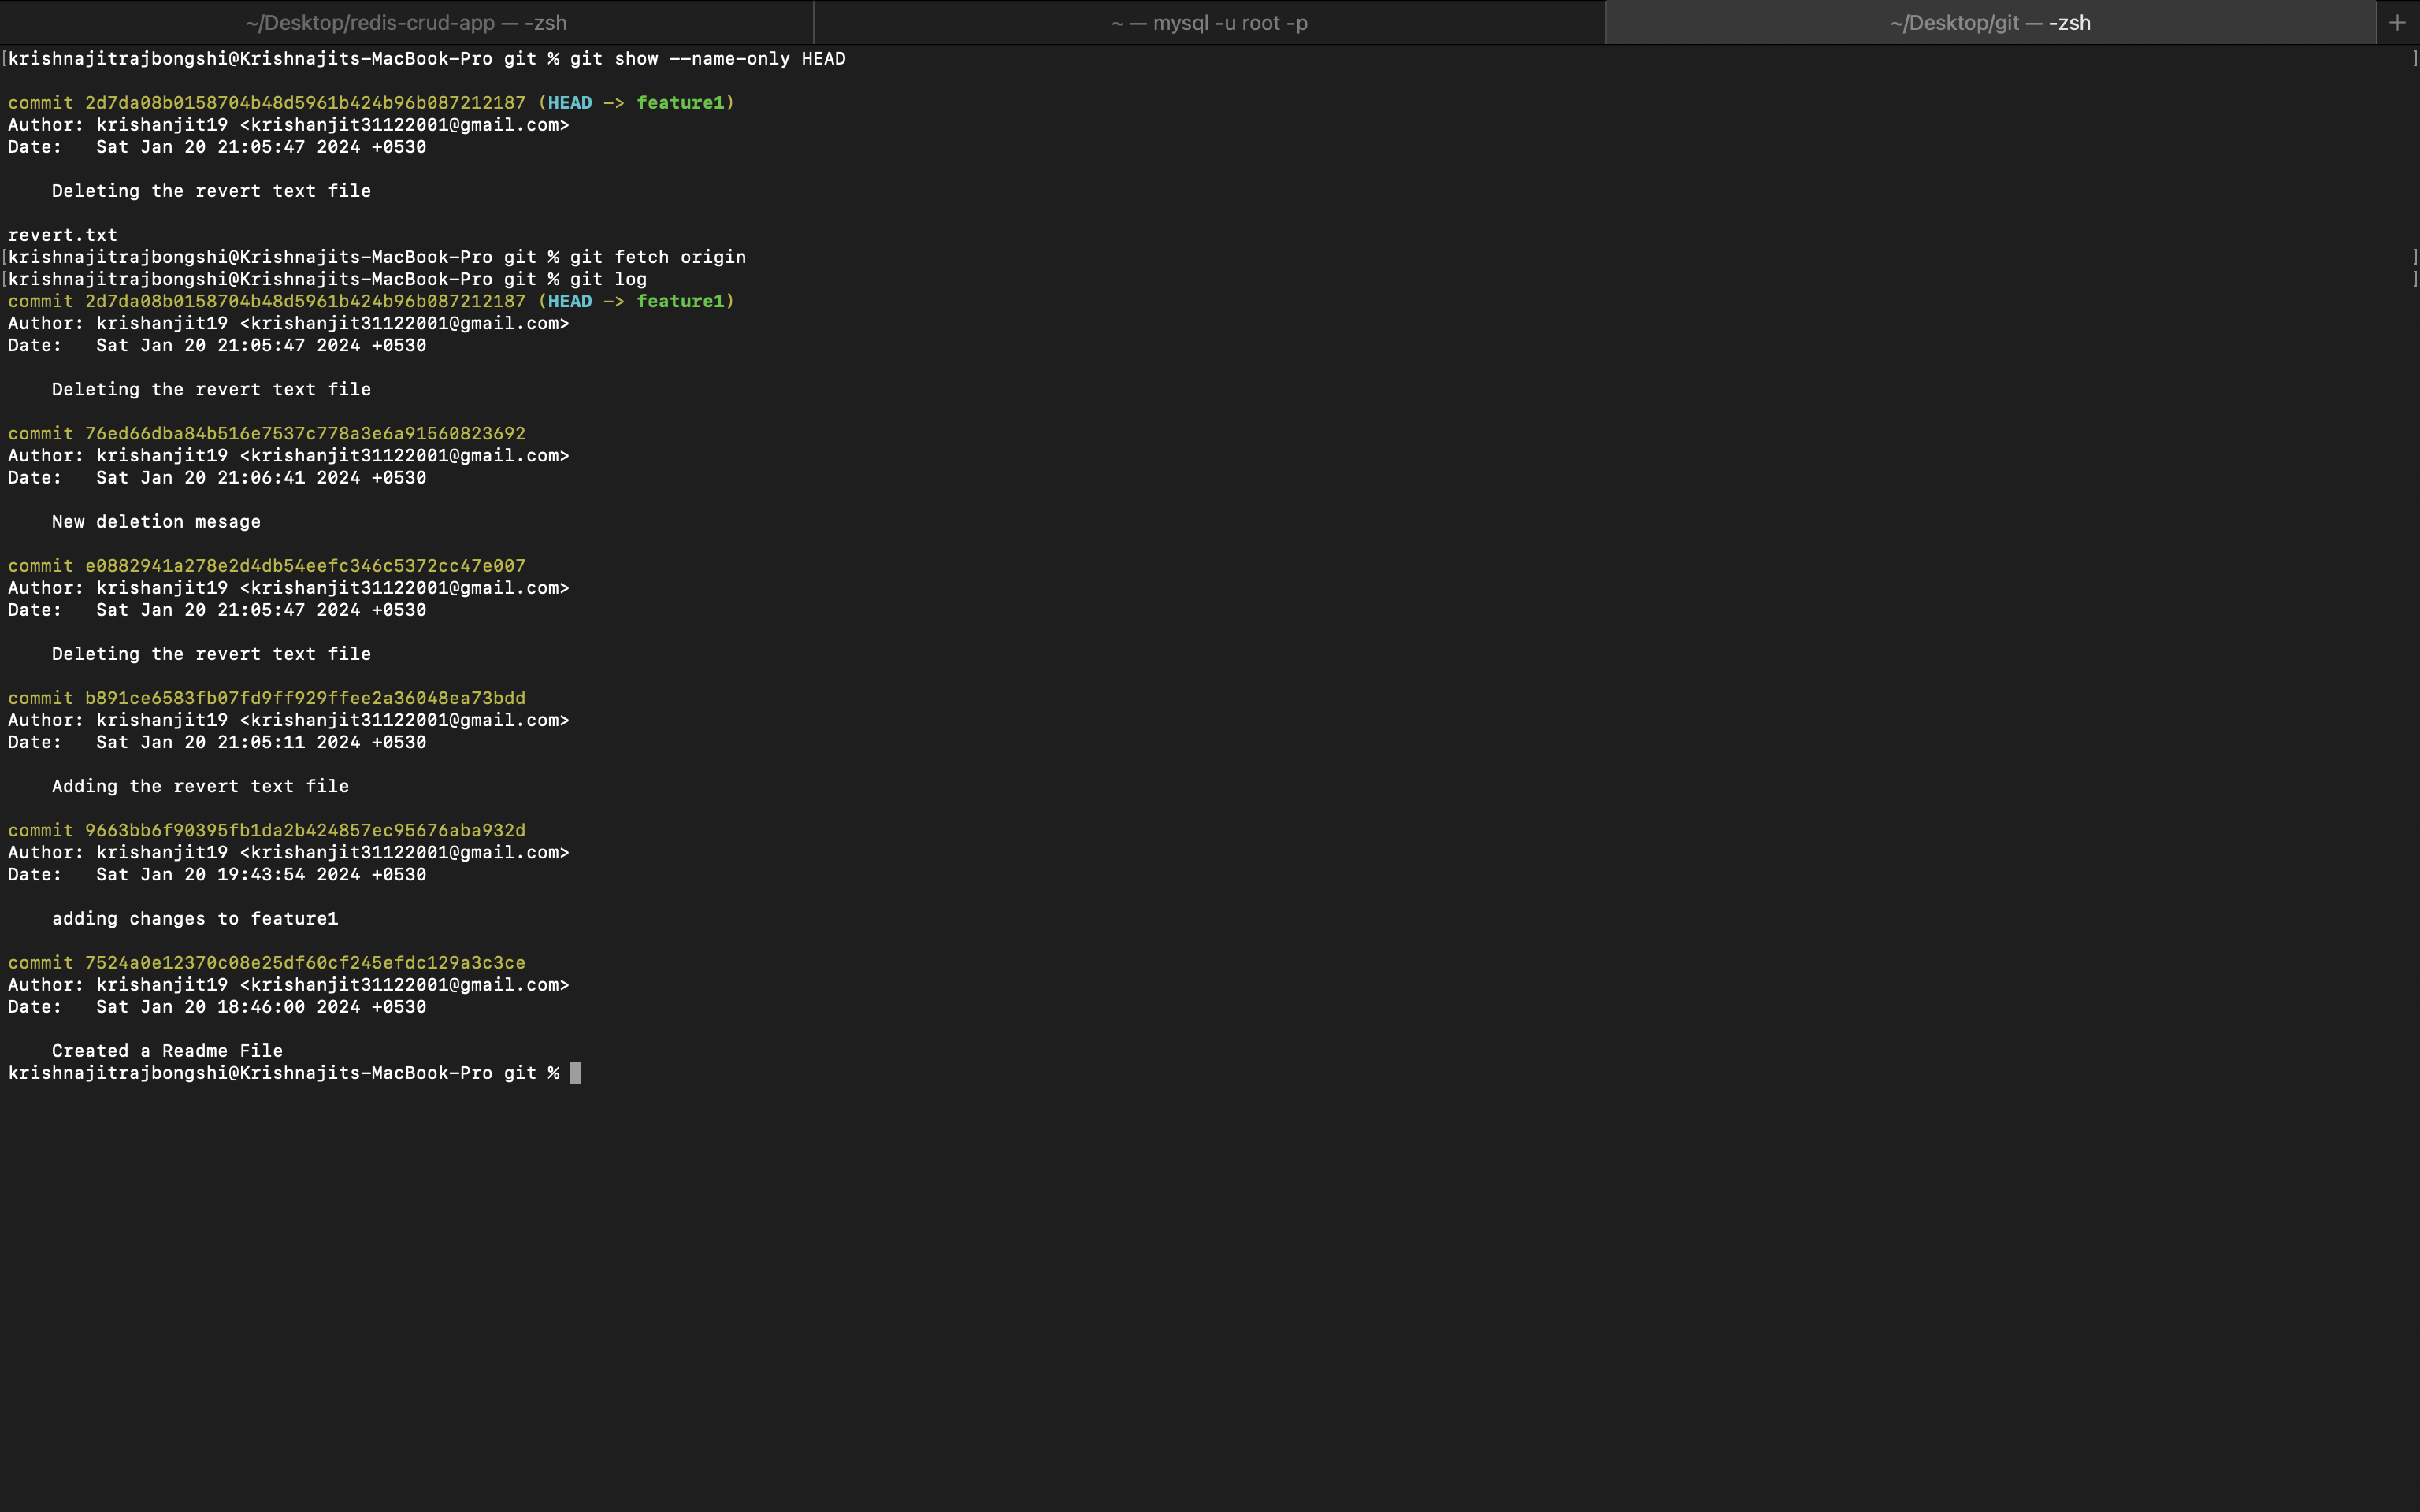 ~/Desktop/redis-crud-app — -zsh
~ — mysql -u root -p
~/Desktop/git — -zsh
+
[krishnajitrajbongshi@Krishnajits-MacBook-Pro git % git show --name-only HEAD ]
commit 2d7da08b0158704b48d5961b424b96b087212187 (HEAD -> feature1)
Author: krishanjit19 <krishanjit31122001@gmail.com>
Date:   Sat Jan 20 21:05:47 2024 +0530
Deleting the revert text file
revert.txt
[krishnajitrajbongshi@Krishnajits-MacBook-Pro git % git fetch origin ]
[krishnajitrajbongshi@Krishnajits-MacBook-Pro git % git log ]
commit 2d7da08b0158704b48d5961b424b96b087212187 (HEAD -> feature1)
Author: krishanjit19 <krishanjit31122001@gmail.com>
Date:   Sat Jan 20 21:05:47 2024 +0530
Deleting the revert text file
commit 76ed66dba84b516e7537c778a3e6a91560823692
Author: krishanjit19 <krishanjit31122001@gmail.com>
Date:   Sat Jan 20 21:06:41 2024 +0530
New deletion mesage
commit e0882941a278e2d4db54eefc346c5372cc47e007
Author: krishanjit19 <krishanjit31122001@gmail.com>
Date:   Sat Jan 20 21:05:47 2024 +0530
Deleting the revert text file
commit b891ce6583fb07fd9ff929ffee2a36048ea73bdd
Author: krishanjit19 <krishanjit31122001@gmail.com>
Date:   Sat Jan 20 21:05:11 2024 +0530
Adding the revert text file
commit 9663bb6f90395fb1da2b424857ec95676aba932d
Author: krishanjit19 <krishanjit31122001@gmail.com>
Date:   Sat Jan 20 19:43:54 2024 +0530
adding changes to feature1
commit 7524a0e12370c08e25df60cf245efdc129a3c3ce
Author: krishanjit19 <krishanjit31122001@gmail.com>
Date:   Sat Jan 20 18:46:00 2024 +0530
Created a Readme File
krishnajitrajbongshi@Krishnajits-MacBook-Pro git %